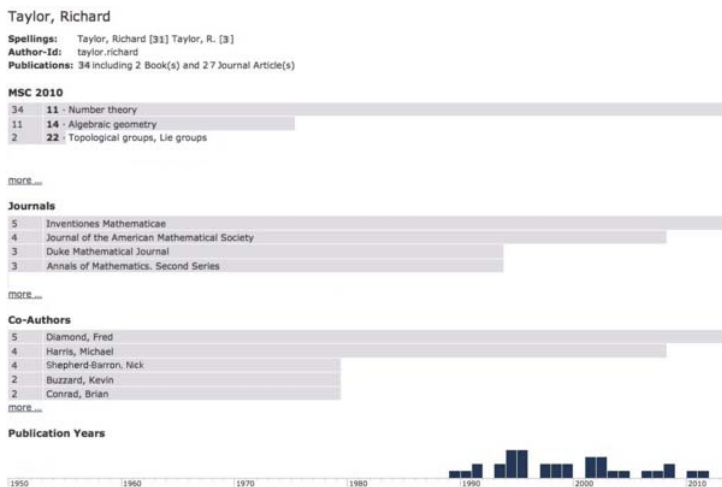 Taylor, Richard
Spellings: Taylor, Richard [31] Taylor, R. [3]
Author-Id: taylor.richard
Publications: 34 including 2 Book(s) and 27 Journal Article(s)
MSC 2010
34 11 - Number theory
11 14 - Algebraic geometry
2 22 - Topological groups, Lie groups
more ...
Journals
5 Inventiones Mathematicae
4 Journal of the American Mathematical Society
3 Duke Mathematical Journal
3 Annals of Mathematics. Second Series
more ...
Co-Authors
5 Diamond, Fred
4 Harris, Michael
4 Shepherd-Barron, Nick
2 Buzzard, Kevin
2 Conrad, Brian
more ...
Publication Years
1950 1960 1970 1980 1990 2000 2010